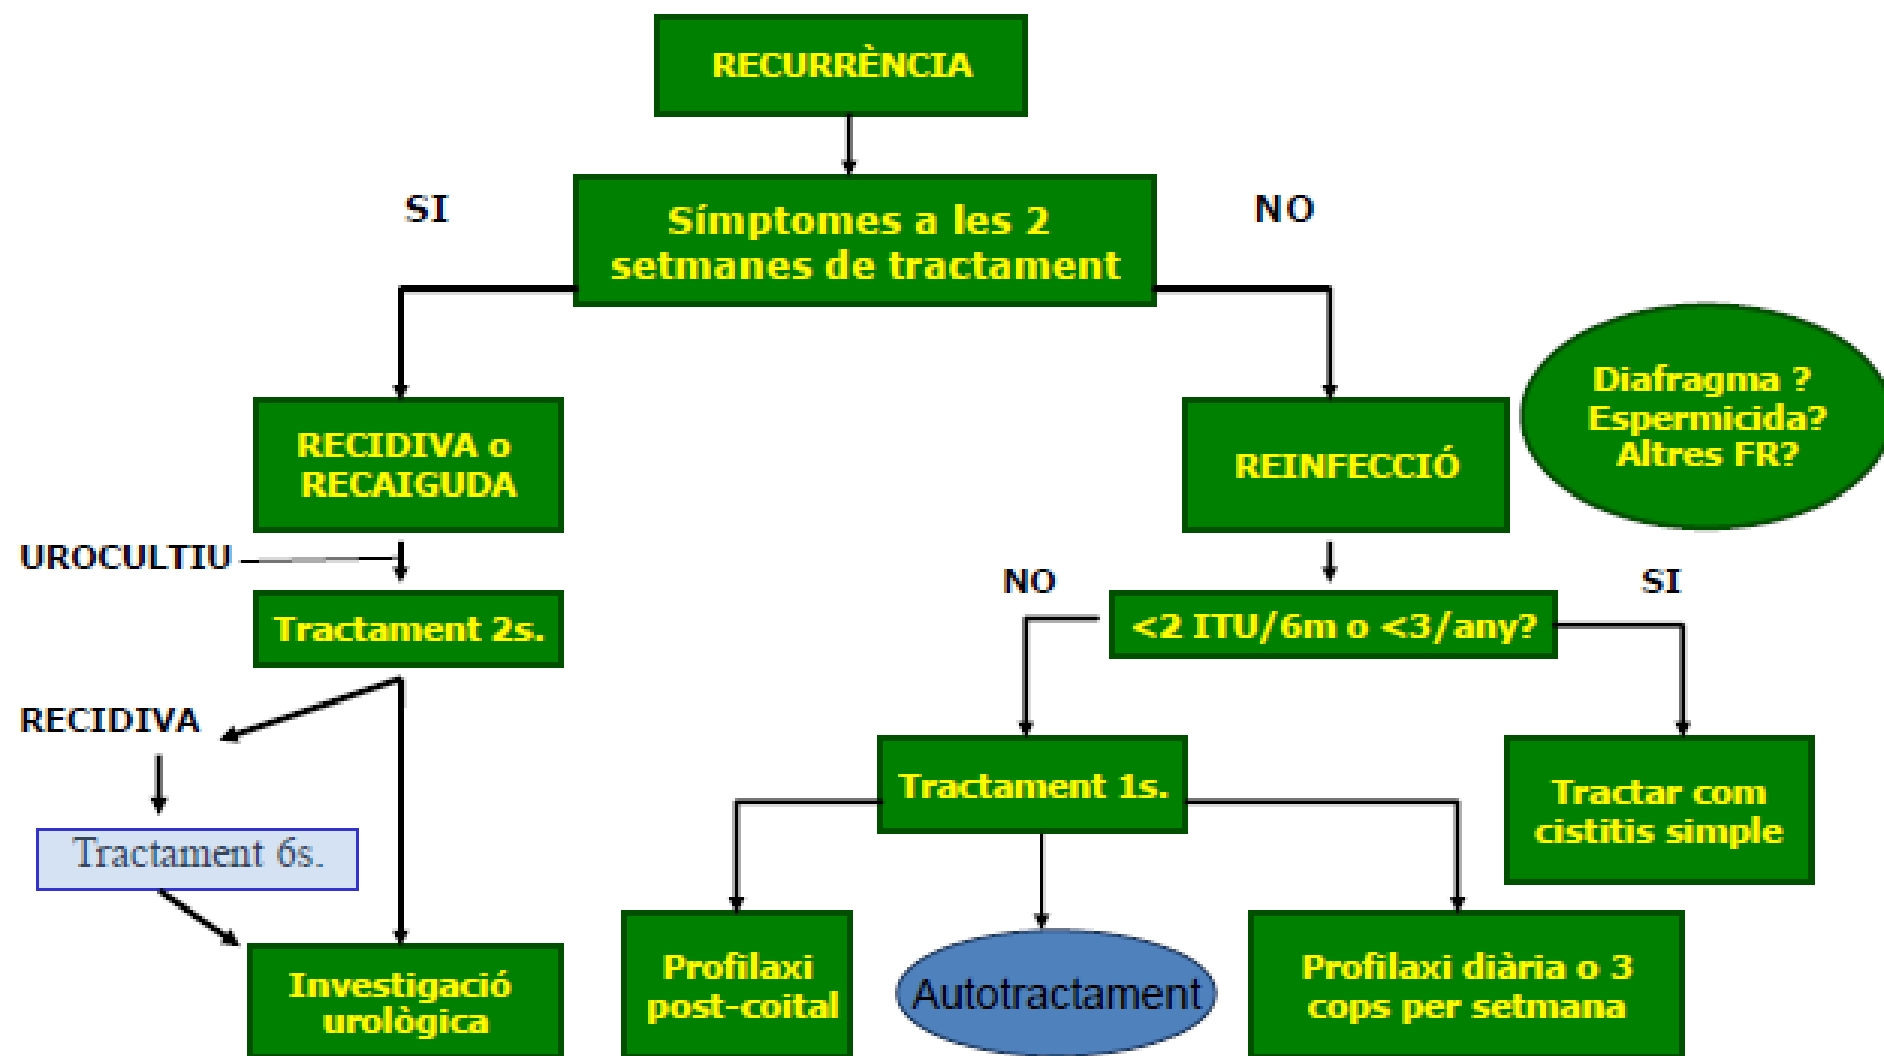 RECURRÈNCIA
SI
Símptomes a les 2
setmanes de tractament
NO
RECIDIVA o
RECAIGUDA
REINFECCIÓ
Diafragma ?
Espermicida?
Altres FR?
UROCULTIU
Tractament 2s.
NO
<2 ITU/6m o <3/any?
SI
RECIDIVA
Tractament 6s.
Tractament 1s.
Tractar com
cistitis simple
Investigació
urològica
Profilaxi
post-coital
Autotractament
Profilaxi diària o 3
cops per setmana